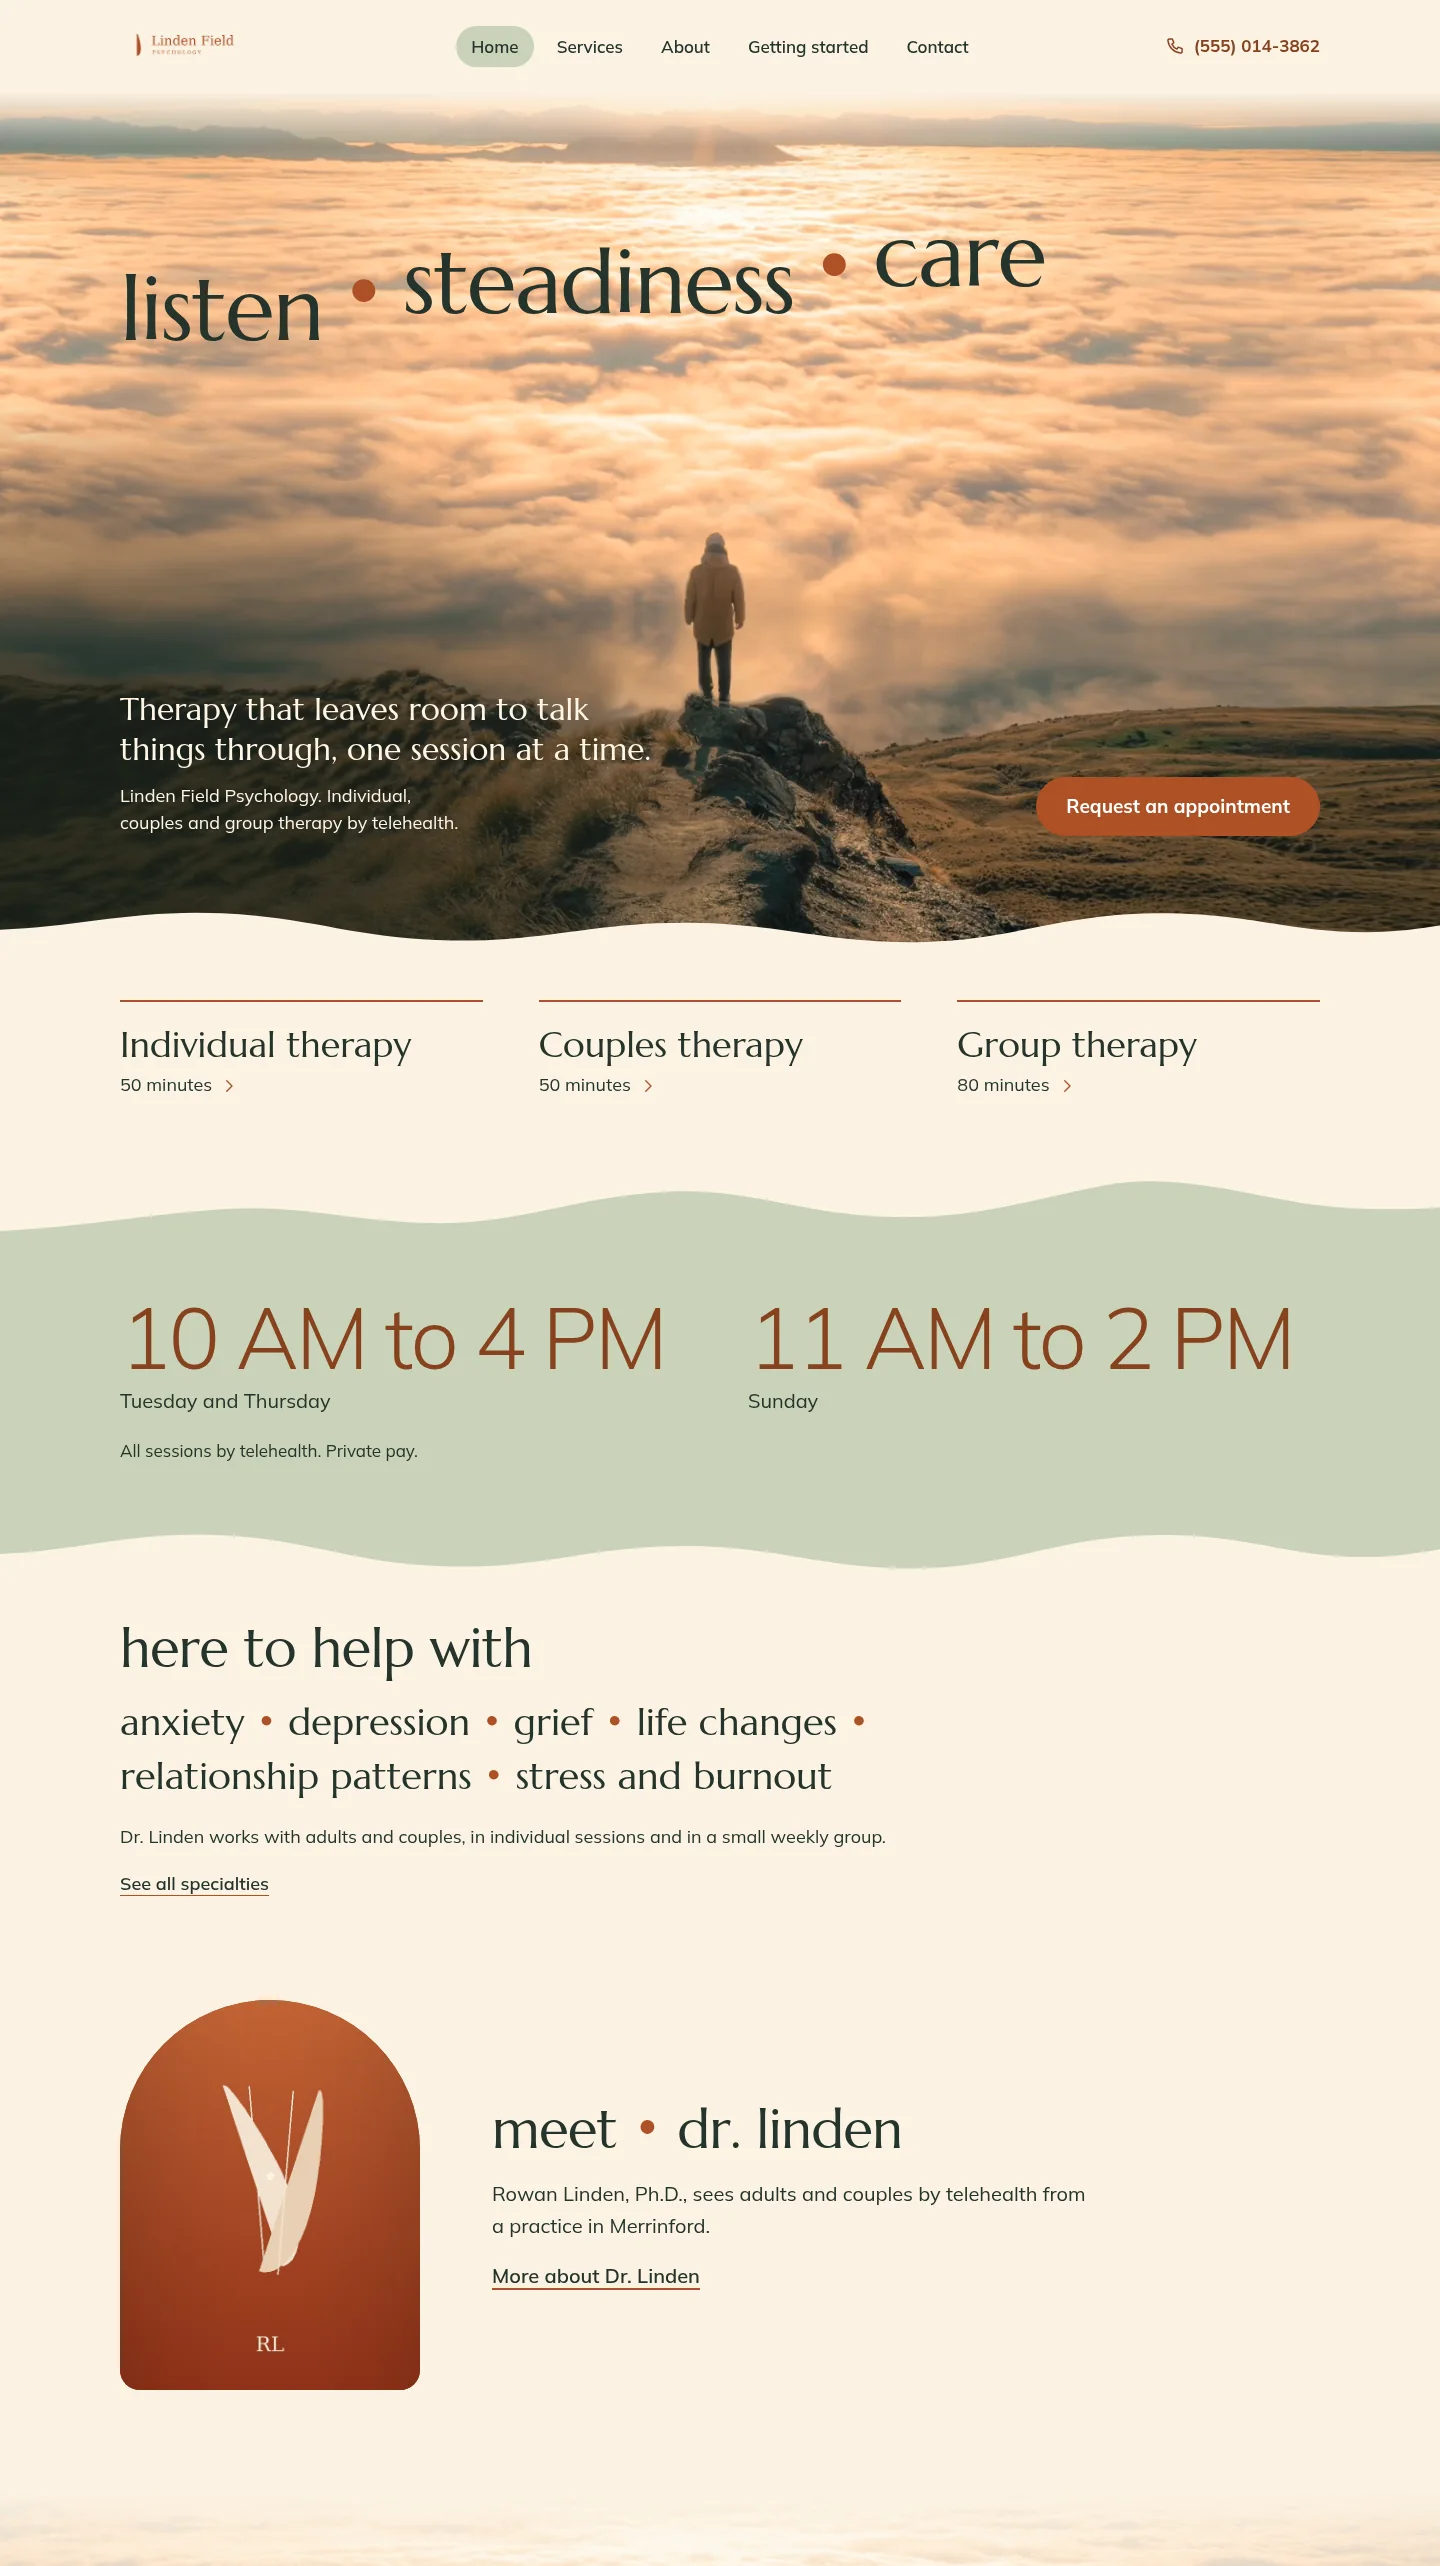 Linden Field
PSYCHOLOGY
Home Services About Getting started Contact
(555) 014-3862
listen • steadiness • care
Therapy that leaves room to talk
things through, one session at a time.
Linden Field Psychology. Individual,
couples and group therapy by telehealth.
Request an appointment
Individual therapy
50 minutes
Couples therapy
50 minutes
Group therapy
80 minutes
10 AM to 4 PM
Tuesday and Thursday
11 AM to 2 PM
Sunday
All sessions by telehealth. Private pay.
here to help with
anxiety • depression • grief • life changes •
relationship patterns • stress and burnout
Dr. Linden works with adults and couples, in individual sessions and in a small weekly group.
See all specialties
RL
meet • dr. linden
Rowan Linden, Ph.D., sees adults and couples by telehealth from
a practice in Merrinford.
More about Dr. Linden